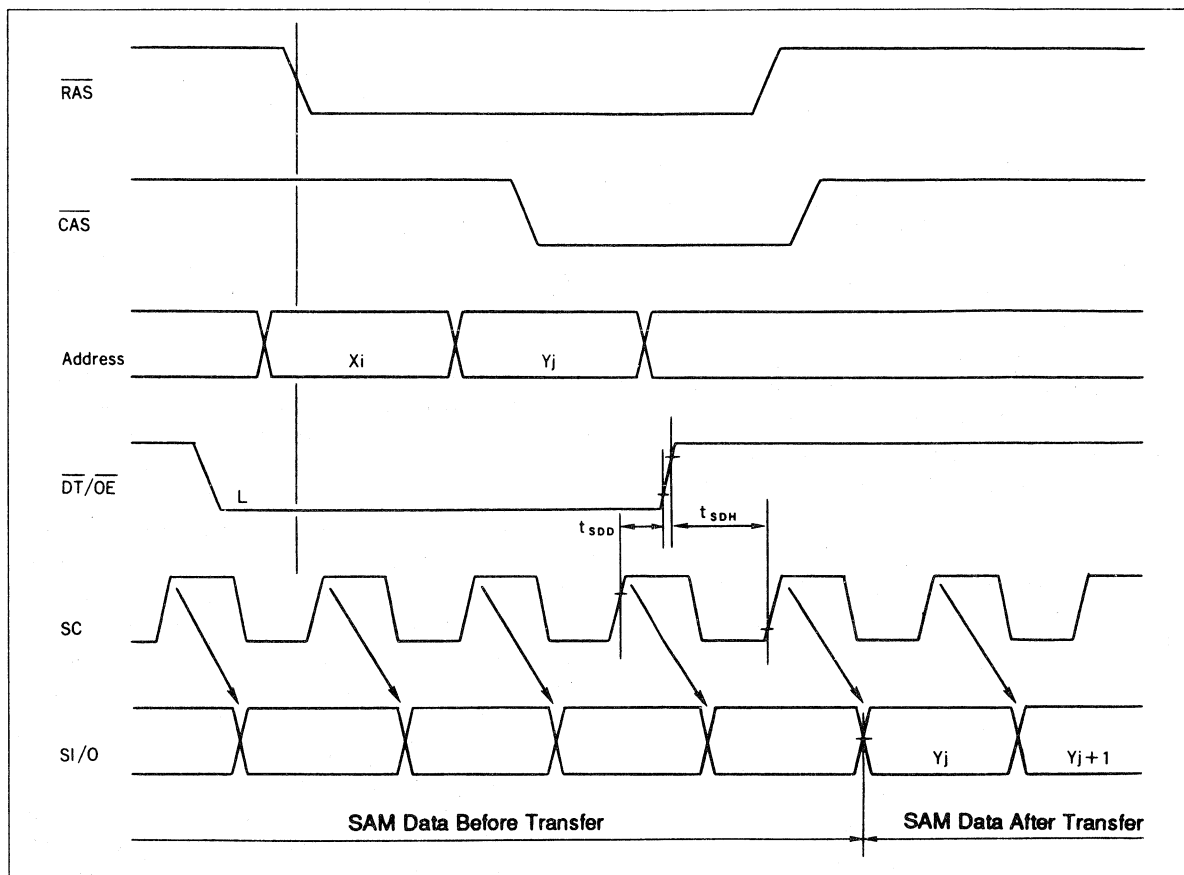 RAS
CAS
Address
Xi
Yj
DT/OE
L
tSDD
tSDH
SC
SI/O
Yj
Yj+1
SAM Data Before Transfer
SAM Data After Transfer